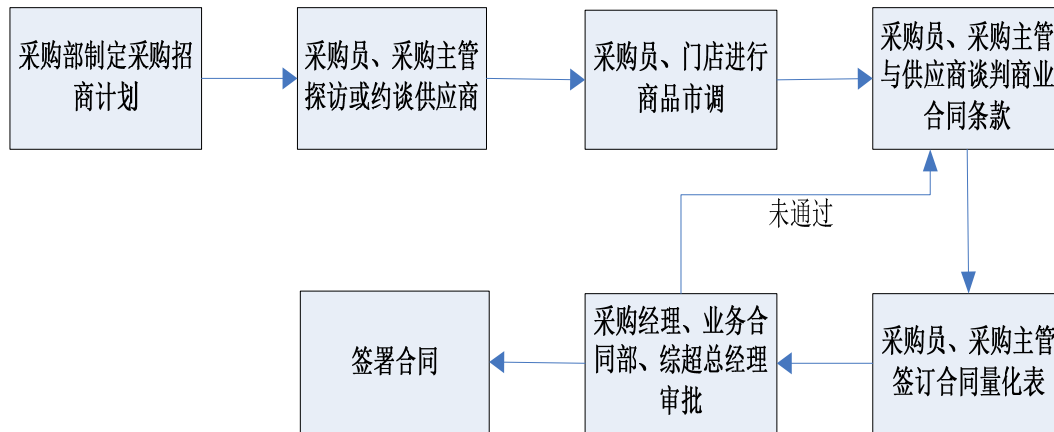 采购部制定采购招
商计划
采购员、采购主管
探访或约谈供应商
采购员、门店进行
商品市调
采购员、采购主管
与供应商谈判商业
合同条款
未通过
签署合同
采购经理、业务合
同部、综超总经理
审批
采购员、采购主管
签订合同量化表